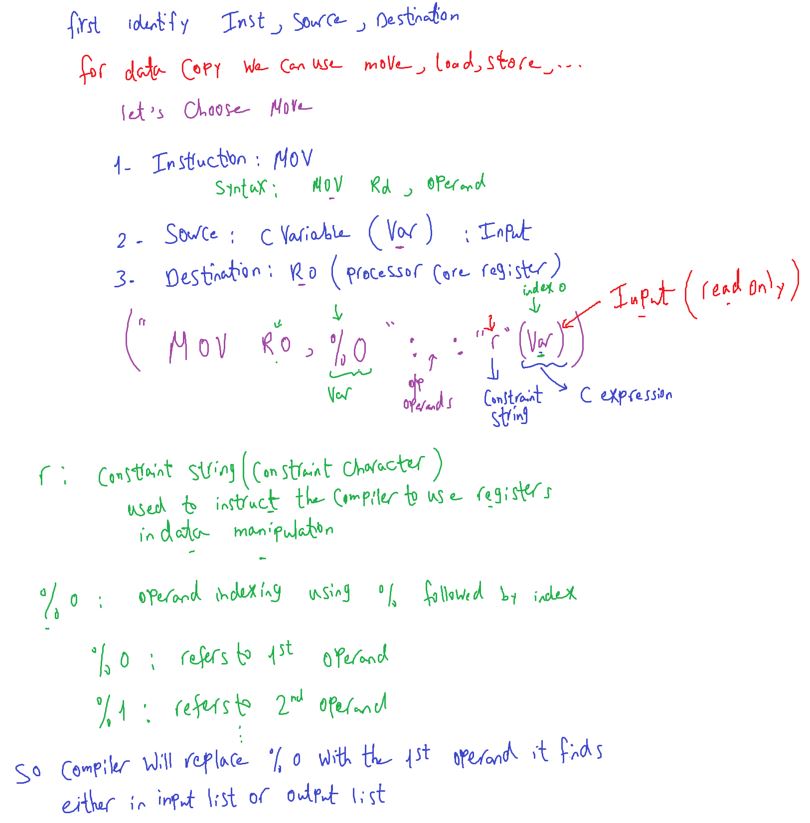 first identify Inst, Source, Destination
for data Copy we can use move, load, store, ...
let's Choose Move
1- Instruction: MOV
Syntax: MOV Rd, operand
2- Source: C Variable (Var) : Input
3- Destination: R0 (processor core register)
index 0
Input (read only)
(" MOV R0, %0 " : : "r" (Var))
Var
o/p operands
Constraint string
C expression
r: Constraint string (Constraint Character)
used to instruct the Compiler to use registers
in data manipulation
%0: operand indexing using % followed by index
%0: refers to 1st operand
%1: refers to 2nd operand
⋮
So Compiler Will replace %0 with the 1st operand it finds
either in input list or output list